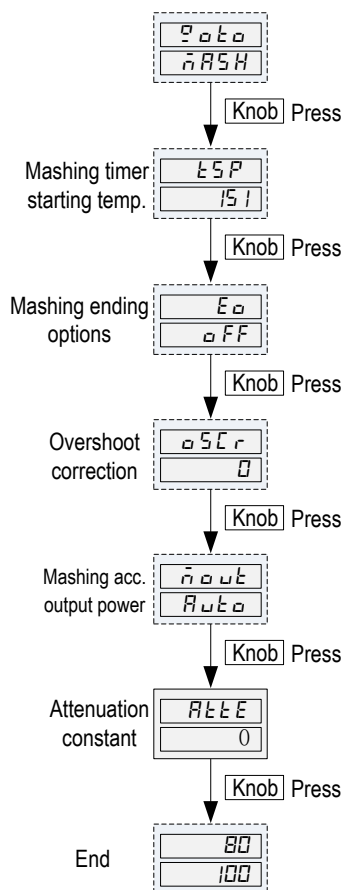 goto
MASH
Knob Press
Mashing timer
starting temp.
tSP
151
Knob Press
Mashing ending
options
Eo
oFF
Knob Press
Overshoot
correction
oSCr
0
Knob Press
Mashing acc.
output power
Mout
Auto
Knob Press
Attenuation
constant
AttE
0
Knob Press
End
80
100